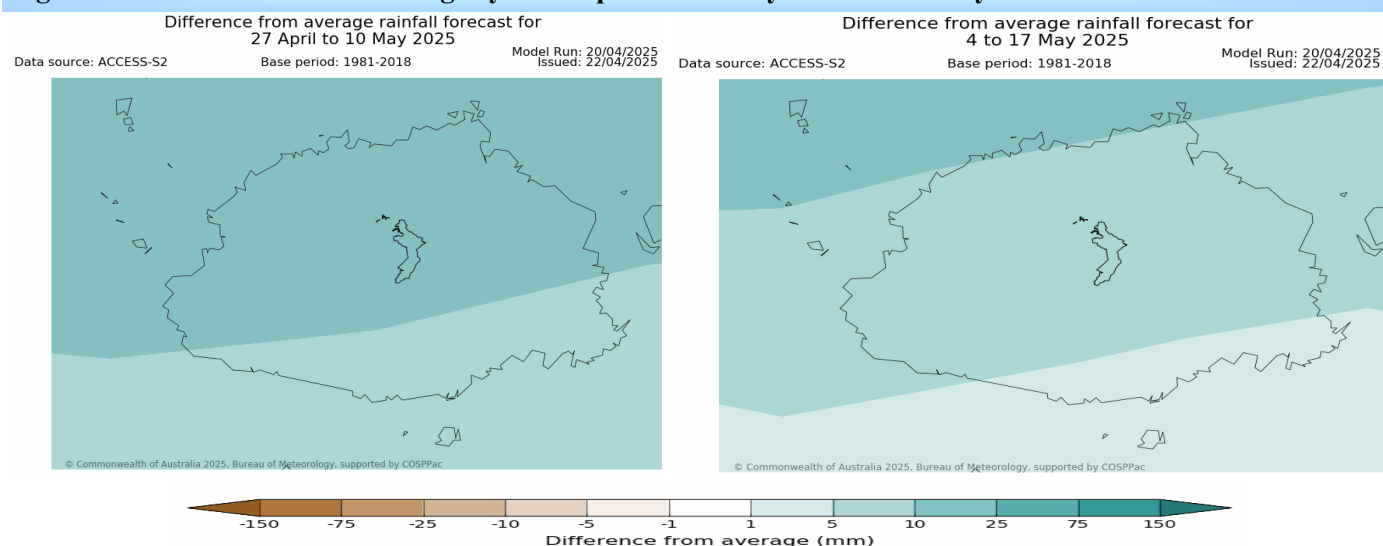 Difference from average rainfall forecast for
27 April to 10 May 2025
Model Run: 20/04/2025
Data source: ACCESS-S2 Base period: 1981-2018 Issued: 22/04/2025
© Commonwealth of Australia 2025, Bureau of Meteorology, supported by COSPPac
Difference from average rainfall forecast for
4 to 17 May 2025
Model Run: 20/04/2025
Data source: ACCESS-S2 Base period: 1981-2018 Issued: 22/04/2025
© Commonwealth of Australia 2025, Bureau of Meteorology, supported by COSPPac
-150 -75 -25 -10 -5 -1 1 5 10 25 75 150
Difference from average (mm)